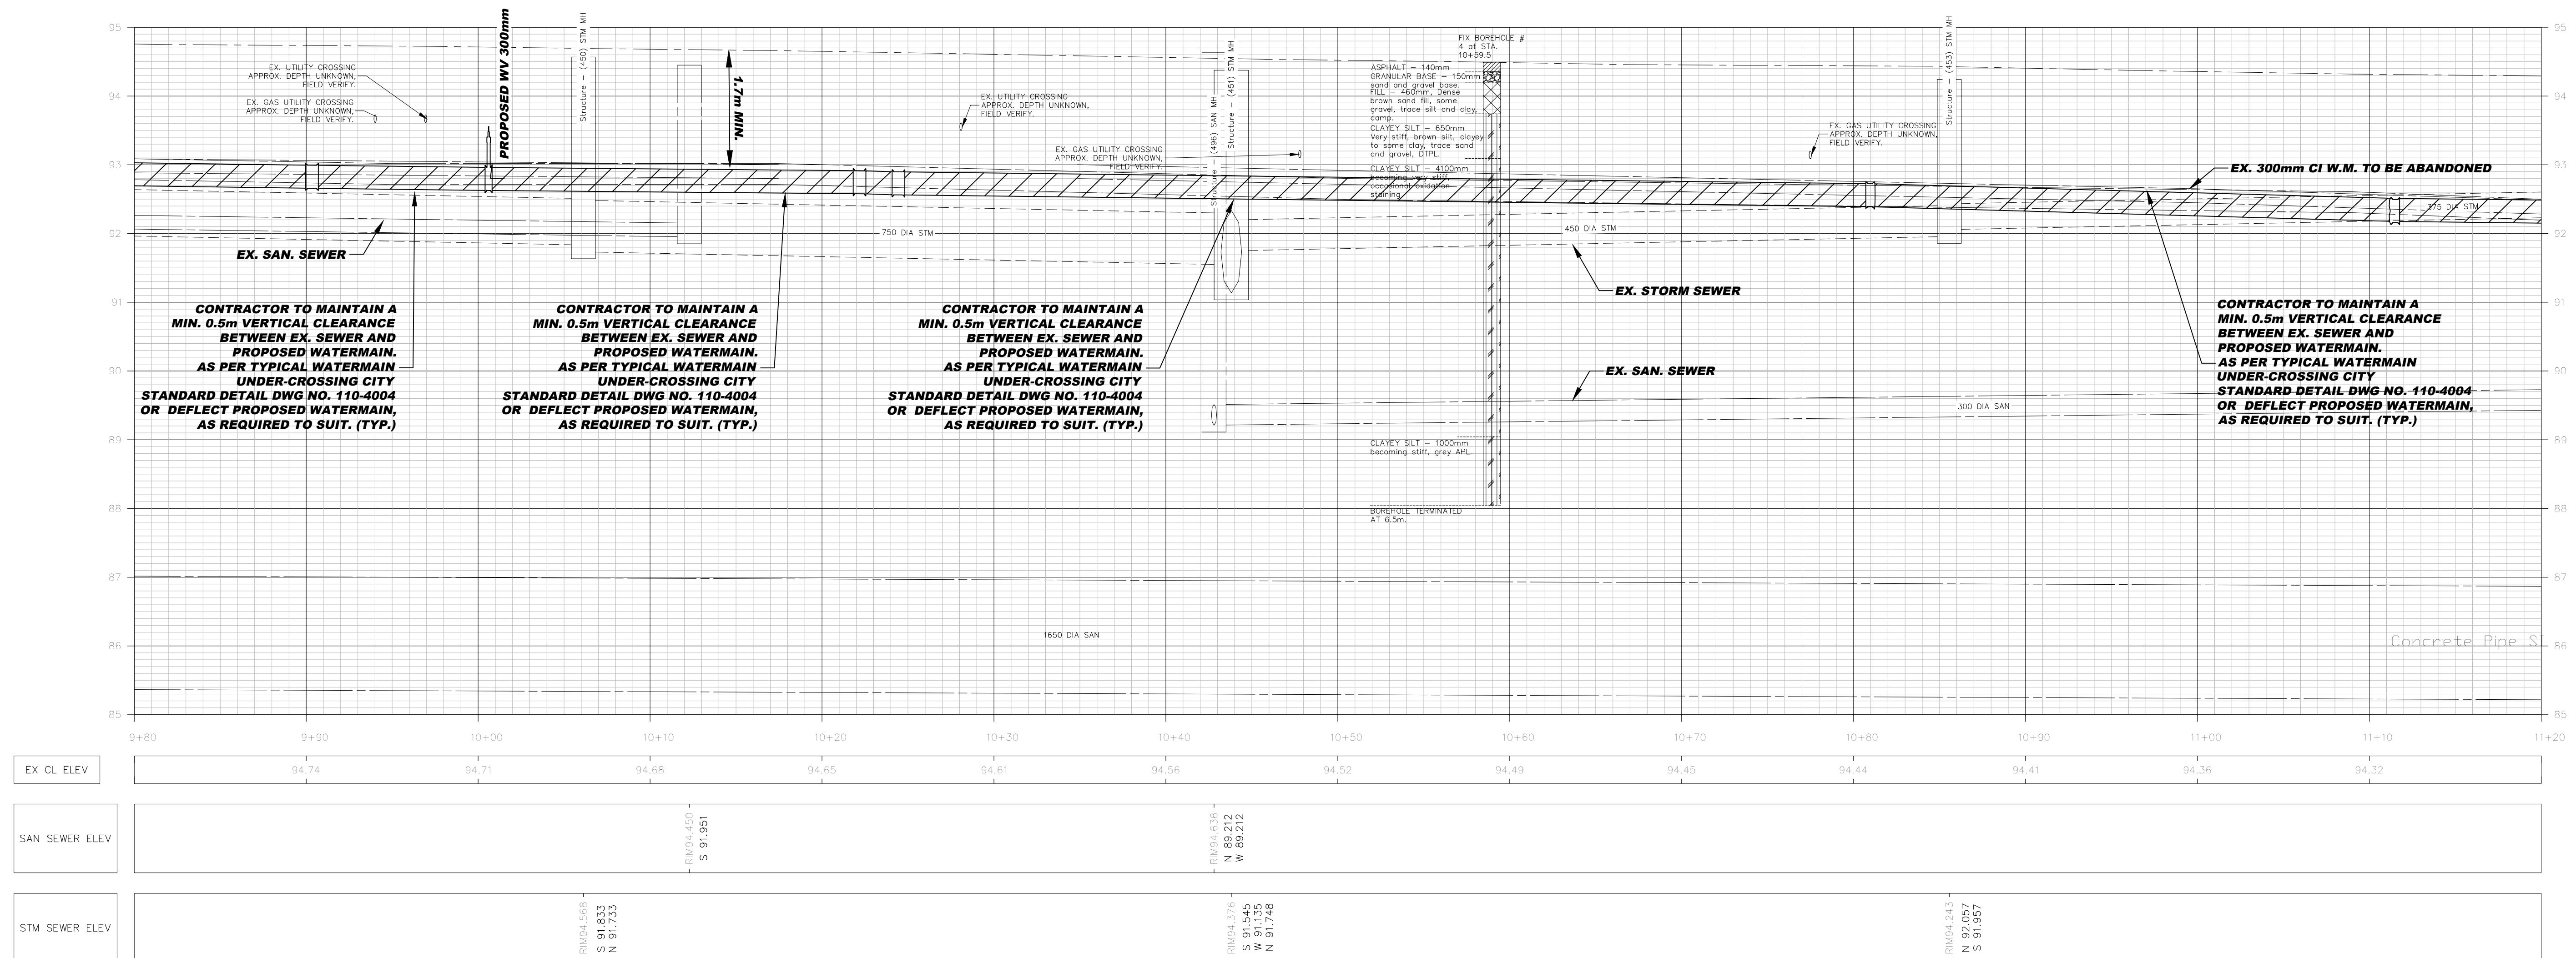 95
94
93
92
91
90
89
88
87
86
85
95
94
93
92
91
90
89
88
87
86
85
EX. UTILITY CROSSING
APPROX. DEPTH UNKNOWN,
FIELD VERIFY.
EX. GAS UTILITY CROSSING
APPROX. DEPTH UNKNOWN,
FIELD VERIFY.
PROPOSED WV 300mm
Structure - (450) STM MH
1.7m MIN.
EX. UTILITY CROSSING
APPROX. DEPTH UNKNOWN,
FIELD VERIFY.
EX. GAS UTILITY CROSSING
APPROX. DEPTH UNKNOWN,
FIELD VERIFY.
Structure - (496) SAN MH
Structure - (451) STM MH
FIX BOREHOLE #
4 at STA.
10+59.5
ASPHALT - 140mm
GRANULAR BASE - 150mm
sand and gravel base.
FILL - 460mm, Dense
brown sand fill, some
gravel, trace silt and clay,
damp.
CLAYEY SILT - 650mm
Very stiff, brown silt, clayey
to some clay, trace sand
and gravel, DTPL.
CLAYEY SILT - 4100mm
becoming very stiff
occasional oxidation
staining
CLAYEY SILT - 1000mm
becoming stiff, grey APL.
BOREHOLE TERMINATED
AT 6.5m.
EX. GAS UTILITY CROSSING
APPROX. DEPTH UNKNOWN,
FIELD VERIFY.
Structure - (453) STM MH
EX. 300mm CI W.M. TO BE ABANDONED
375 DIA STM
750 DIA STM
450 DIA STM
EX. SAN. SEWER
EX. STORM SEWER
EX. SAN. SEWER
300 DIA SAN
CONTRACTOR TO MAINTAIN A
MIN. 0.5m VERTICAL CLEARANCE
BETWEEN EX. SEWER AND
PROPOSED WATERMAIN.
AS PER TYPICAL WATERMAIN
UNDER-CROSSING CITY
STANDARD DETAIL DWG NO. 110-4004
OR DEFLECT PROPOSED WATERMAIN,
AS REQUIRED TO SUIT. (TYP.)
CONTRACTOR TO MAINTAIN A
MIN. 0.5m VERTICAL CLEARANCE
BETWEEN EX. SEWER AND
PROPOSED WATERMAIN.
AS PER TYPICAL WATERMAIN
UNDER-CROSSING CITY
STANDARD DETAIL DWG NO. 110-4004
OR DEFLECT PROPOSED WATERMAIN,
AS REQUIRED TO SUIT. (TYP.)
CONTRACTOR TO MAINTAIN A
MIN. 0.5m VERTICAL CLEARANCE
BETWEEN EX. SEWER AND
PROPOSED WATERMAIN.
AS PER TYPICAL WATERMAIN
UNDER-CROSSING CITY
STANDARD DETAIL DWG NO. 110-4004
OR DEFLECT PROPOSED WATERMAIN,
AS REQUIRED TO SUIT. (TYP.)
CONTRACTOR TO MAINTAIN A
MIN. 0.5m VERTICAL CLEARANCE
BETWEEN EX. SEWER AND
PROPOSED WATERMAIN.
AS PER TYPICAL WATERMAIN
UNDER-CROSSING CITY
STANDARD DETAIL DWG NO. 110-4004
OR DEFLECT PROPOSED WATERMAIN,
AS REQUIRED TO SUIT. (TYP.)
1650 DIA SAN
Concrete Pipe
9+80 9+90 10+00 10+10 10+20 10+30 10+40 10+50 10+60 10+70 10+80 10+90 11+00 11+10 11+20
EX CL ELEV
94.74 94.71 94.68 94.65 94.61 94.56 94.52 94.49 94.45 94.44 94.41 94.36 94.32
SAN SEWER ELEV
RIM94.450
S 91.951
RIM94.636
N 89.212
W 89.212
STM SEWER ELEV
RIM94.568
S 91.833
N 91.733
RIM94.376
S 91.545
W 91.135
N 91.748
RIM94.243
N 92.057
S 91.957